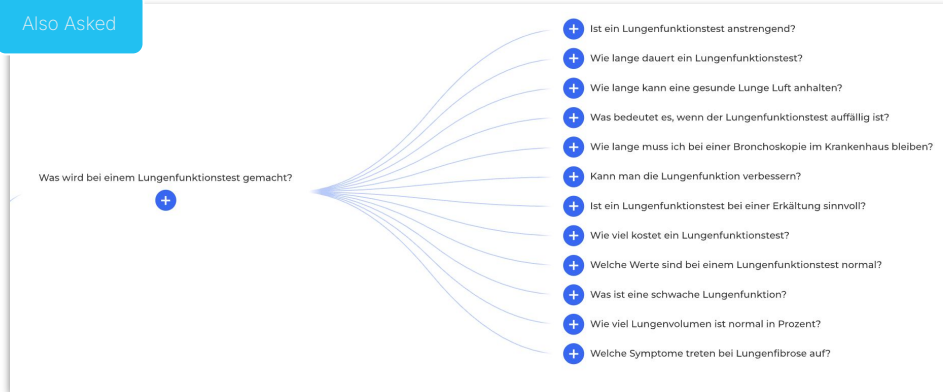 Also Asked
Was wird bei einem Lungenfunktionstest gemacht?
Ist ein Lungenfunktionstest anstrengend?
Wie lange dauert ein Lungenfunktionstest?
Wie lange kann eine gesunde Lunge Luft anhalten?
Was bedeutet es, wenn der Lungenfunktionstest auffällig ist?
Wie lange muss ich bei einer Bronchoskopie im Krankenhaus bleiben?
Kann man die Lungenfunktion verbessern?
Ist ein Lungenfunktionstest bei einer Erkältung sinnvoll?
Wie viel kostet ein Lungenfunktionstest?
Welche Werte sind bei einem Lungenfunktionstest normal?
Was ist eine schwache Lungenfunktion?
Wie viel Lungenvolumen ist normal in Prozent?
Welche Symptome treten bei Lungenfibrose auf?